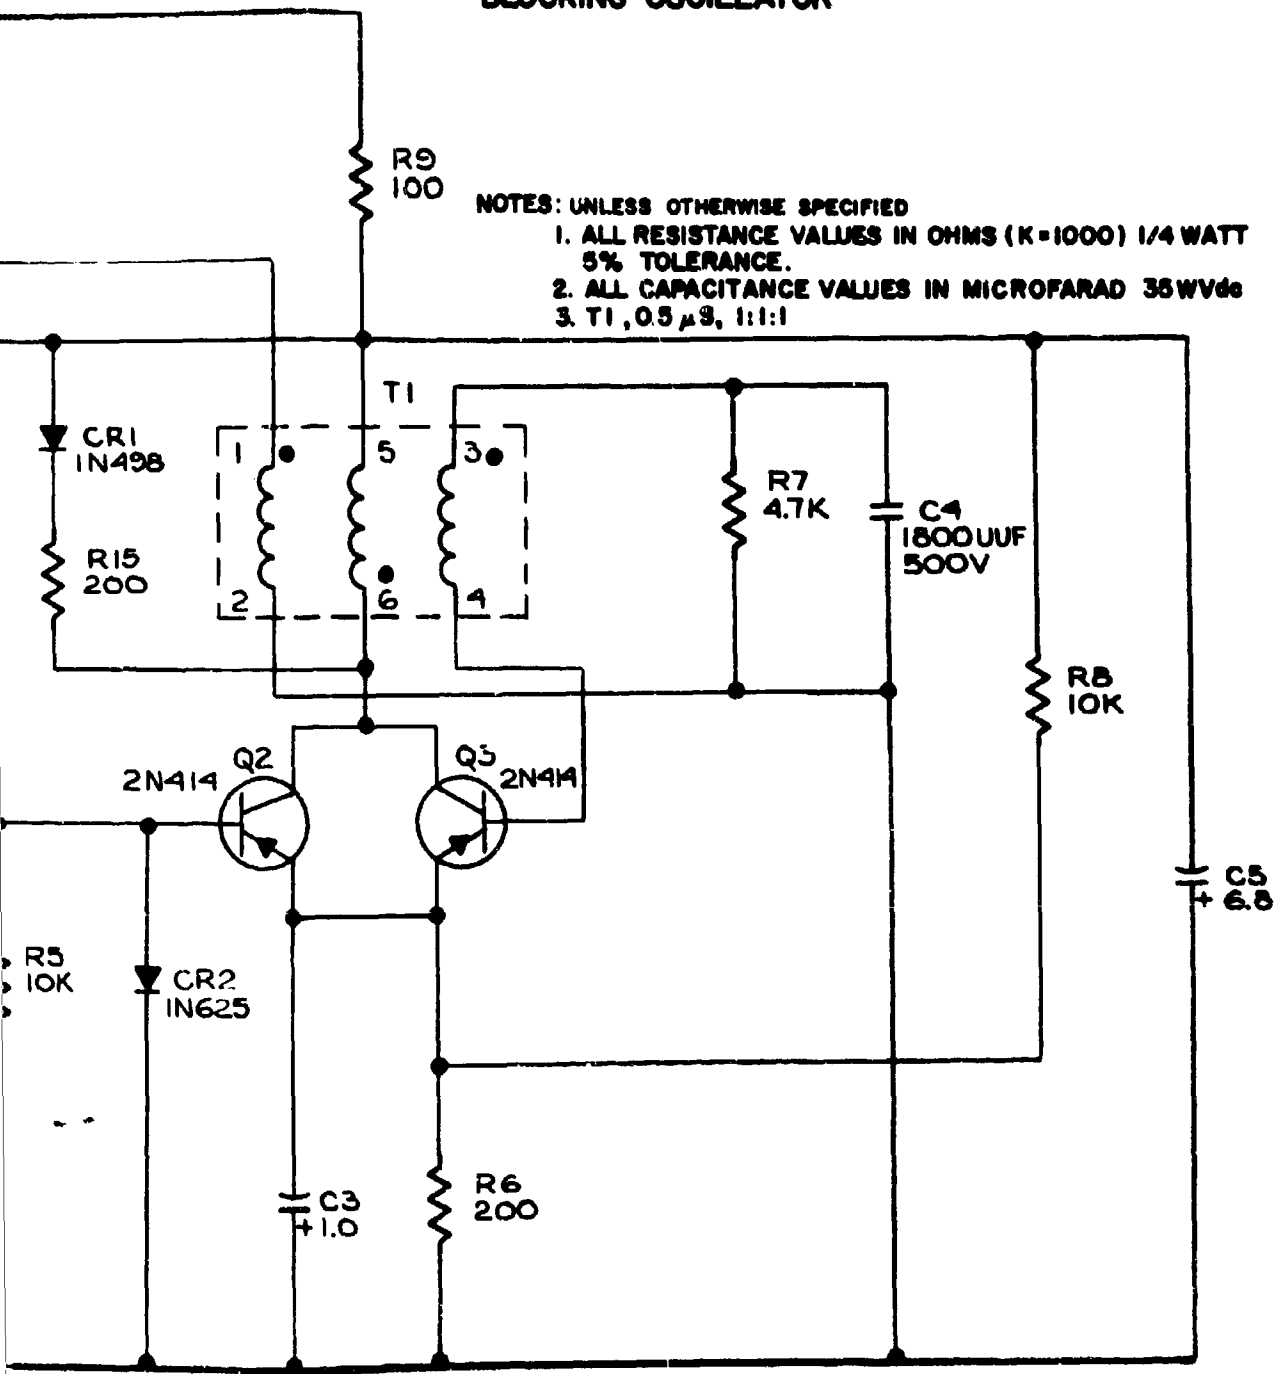 BLOCKING OSCILLATOR
R9
100
NOTES: UNLESS OTHERWISE SPECIFIED
1. ALL RESISTANCE VALUES IN OHMS (K=1000) 1/4 WATT
5% TOLERANCE.
2. ALL CAPACITANCE VALUES IN MICROFARAD 35WVdc
3. T1, 0.5 μS, 1:1:1
T1
CR1
1N498
1
5
3
R7
4.7K
C4
1800UUF
500V
R15
200
2
6
4
R8
10K
Q2
2N414
Q3
2N414
C5
+ 6.8
R5
10K
CR2
1N625
C3
+1.0
R6
200